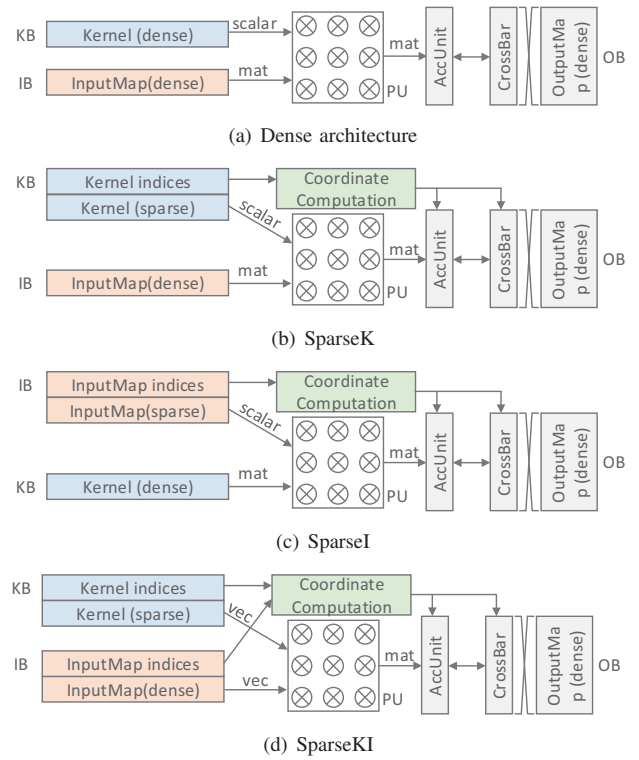 KB
Kernel (dense)
scalar
IB
InputMap(dense)
mat
PU
mat
AccUnit
CrossBar
OutputMa
p (dense)
OB
(a) Dense architecture
KB
Kernel indices
Kernel (sparse)
scalar
Coordinate
Computation
IB
InputMap(dense)
mat
PU
mat
AccUnit
CrossBar
OutputMa
p (dense)
OB
(b) SparseK
IB
InputMap indices
InputMap(sparse)
scalar
Coordinate
Computation
KB
Kernel (dense)
mat
PU
mat
AccUnit
CrossBar
OutputMa
p (dense)
OB
(c) SparseI
KB
Kernel indices
Kernel (sparse)
vec
Coordinate
Computation
IB
InputMap indices
InputMap(dense)
vec
PU
mat
AccUnit
CrossBar
OutputMa
p (dense)
OB
(d) SparseKI